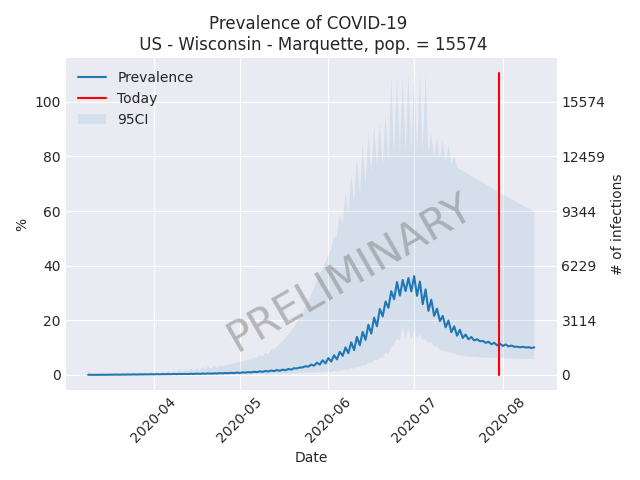 Prevalence of COVID-19
US - Wisconsin - Marquette, pop. = 15574
Prevalence
Today
95CI
100
80
60
40
20
0
%
15574
12459
9344
6229
3114
0
# of infections
PRELIMINARY
2020-04
2020-05
2020-06
2020-07
2020-08
Date